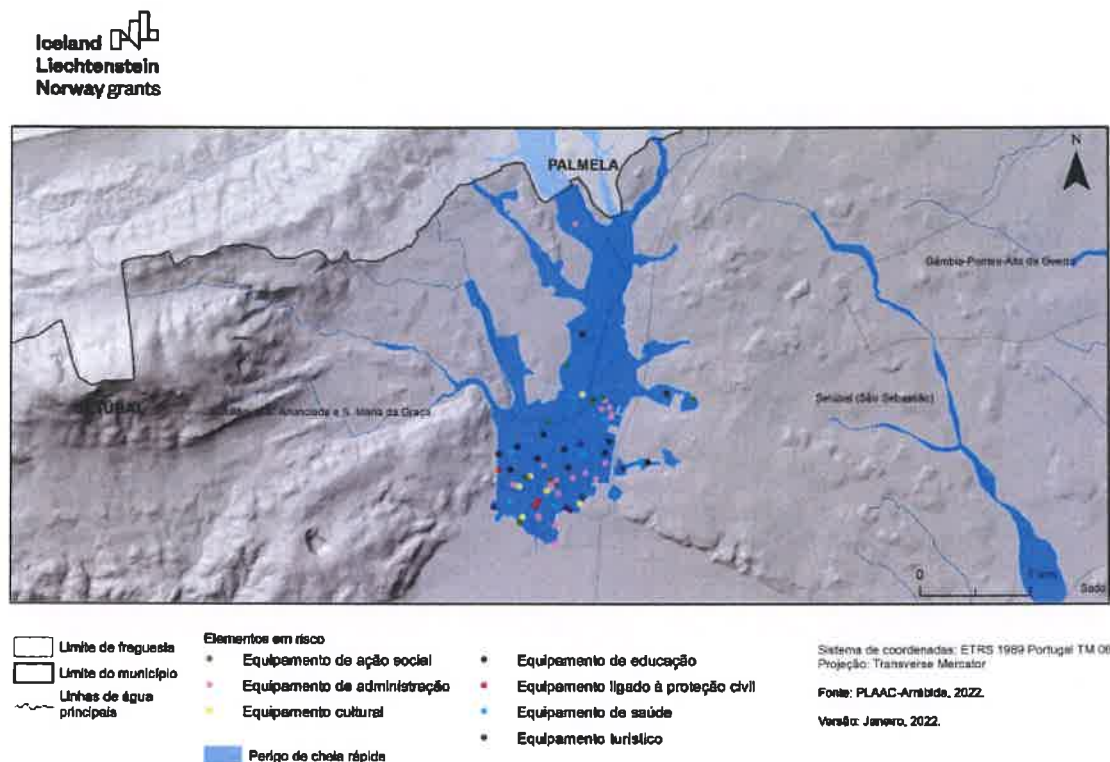 Iceland
Liechtenstein
Norway grants
PALMELA
N
Gâmbia-Pontes-Alto da Guerra
SETÚBAL
Anunciada e S. Maria da Graça
Setúbal (São Sebastião)
0
Sado
Limite de freguesia
Limite do município
Linhas de água
principais
Elementos em risco
Equipamento de ação social
Equipamento de administração
Equipamento cultural
Perigo de cheia rápida
Equipamento de educação
Equipamento ligado à proteção civil
Equipamento de saúde
Equipamento turístico
Sistema de coordenadas: ETRS 1989 Portugal TM 06
Projeção: Transverse Mercator
Fonte: PLAAC-Arrábida, 2022.
Versão: Janeiro, 2022.